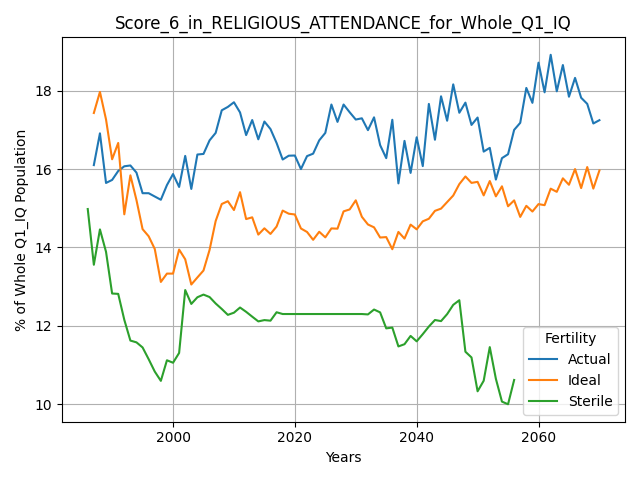 Score_6_in_RELIGIOUS_ATTENDANCE_for_Whole_Q1_IQ
% of Whole Q1_IQ Population
18
16
14
12
10
2000 2020 2040 2060
Years
Fertility
Actual
Ideal
Sterile